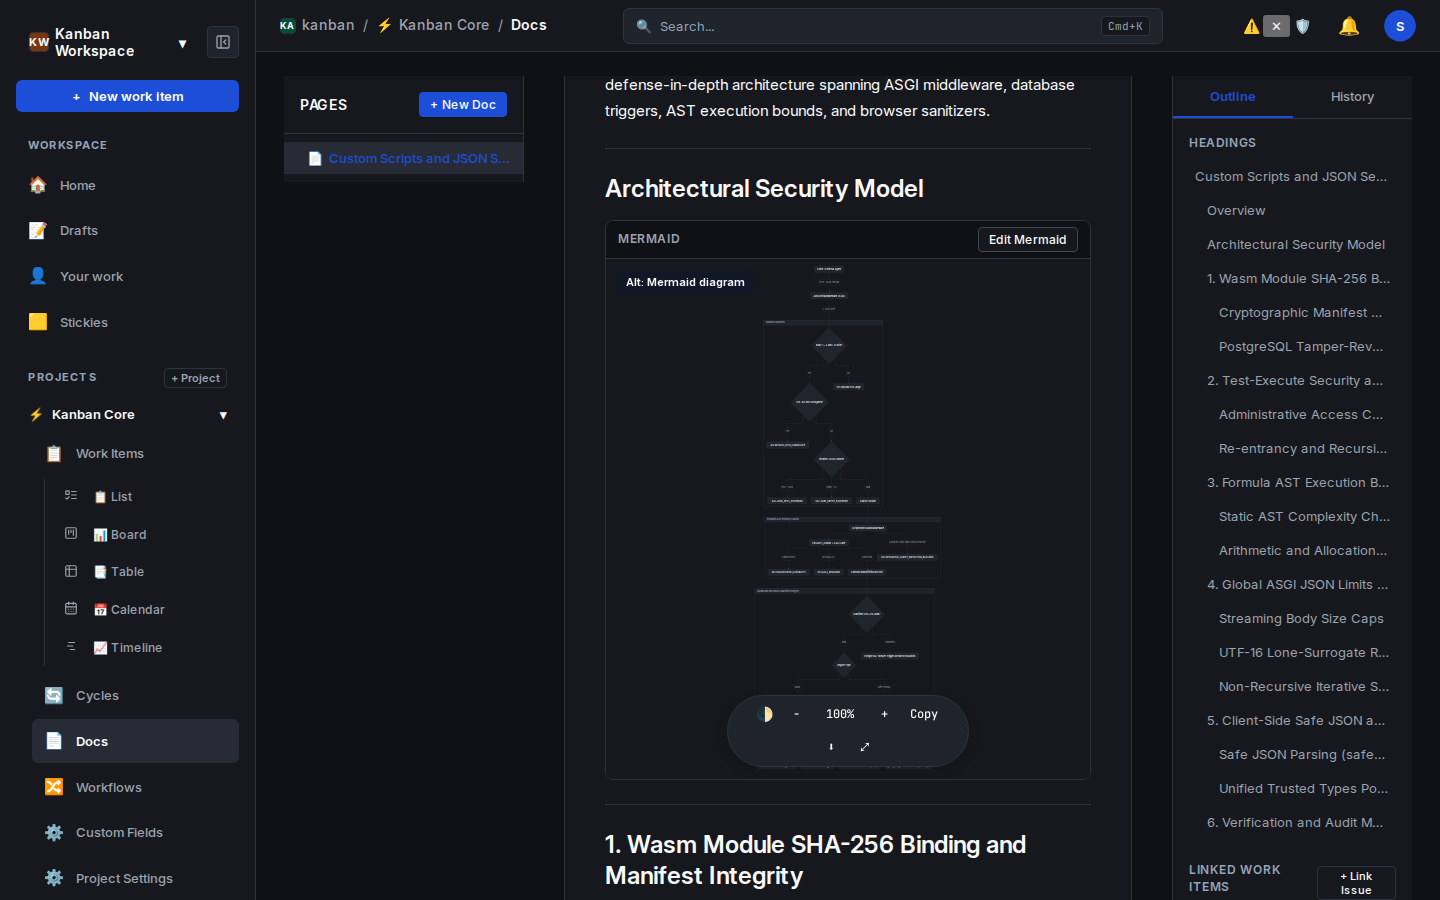 KW Kanban Workspace ▼
+ New work item
WORKSPACE
🏠 Home
📝 Drafts
👤 Your work
🟨 Stickies
PROJECTS + Project
⚡ Kanban Core ▼
📋 Work Items
📋 List
📊 Board
📑 Table
📅 Calendar
📈 Timeline
🔄 Cycles
📄 Docs
🔀 Workflows
⚙️ Custom Fields
⚙️ Project Settings
KA kanban / ⚡ Kanban Core / Docs
🔍 Search... Cmd+K
⚠️ ✕ 🛡️ 🔔 S
PAGES + New Doc
📄 Custom Scripts and JSON S...
defense-in-depth architecture spanning ASGI middleware, database
triggers, AST execution bounds, and browser sanitizers.
Architectural Security Model
MERMAID Edit Mermaid
Alt: Mermaid diagram
🌓 - 100% + Copy
⬇ ⤢
1. Wasm Module SHA-256 Binding and
Manifest Integrity
Outline History
HEADINGS
Custom Scripts and JSON Se...
Overview
Architectural Security Model
1. Wasm Module SHA-256 B...
Cryptographic Manifest ...
PostgreSQL Tamper-Rev...
2. Test-Execute Security a...
Administrative Access C...
Re-entrancy and Recursi...
3. Formula AST Execution B...
Static AST Complexity Ch...
Arithmetic and Allocation...
4. Global ASGI JSON Limits ...
Streaming Body Size Caps
UTF-16 Lone-Surrogate R...
Non-Recursive Iterative S...
5. Client-Side Safe JSON a...
Safe JSON Parsing (safe...
Unified Trusted Types Po...
6. Verification and Audit M...
LINKED WORK ITEMS + Link Issue